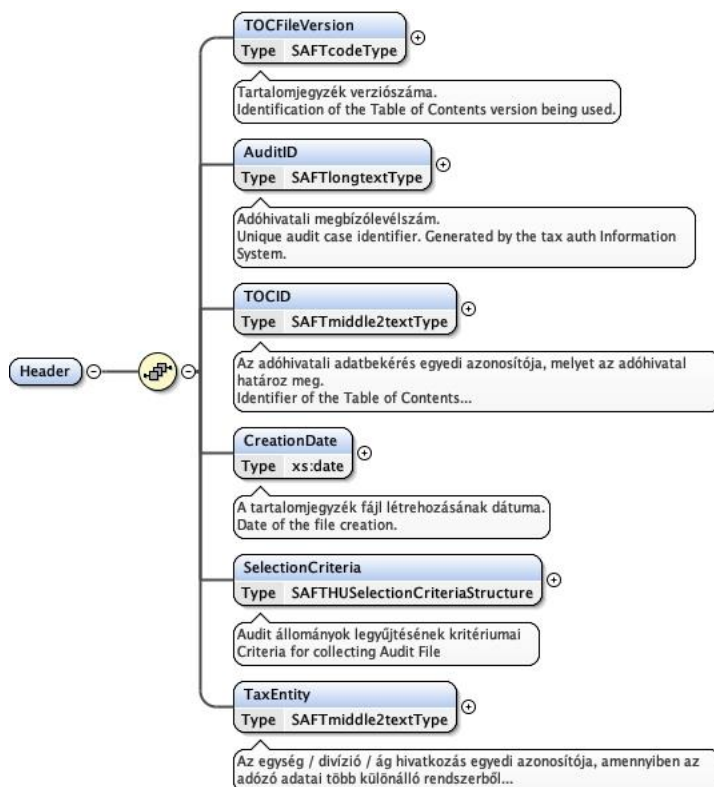 TOCFileVersion
Type SAFTcodeType
Tartalomjegyzék verziószáma.
Identification of the Table of Contents version being used.
AuditID
Type SAFTlongtextType
Adóhivatali megbízólevélszám.
Unique audit case identifier. Generated by the tax auth Information
System.
TOCID
Type SAFTmiddle2textType
Az adóhivatali adatbekérés egyedi azonosítója, melyet az adóhivatal
határoz meg.
Identifier of the Table of Contents...
Header
CreationDate
Type xs:date
A tartalomjegyzék fájl létrehozásának dátuma.
Date of the file creation.
SelectionCriteria
Type SAFTHUSelectionCriteriaStructure
Audit állományok legyűjtésének kritériumai
Criteria for collecting Audit File
TaxEntity
Type SAFTmiddle2textType
Az egység / divízió / ág hivatkozás egyedi azonosítója, amennyiben az
adózó adatai több különálló rendszerből...